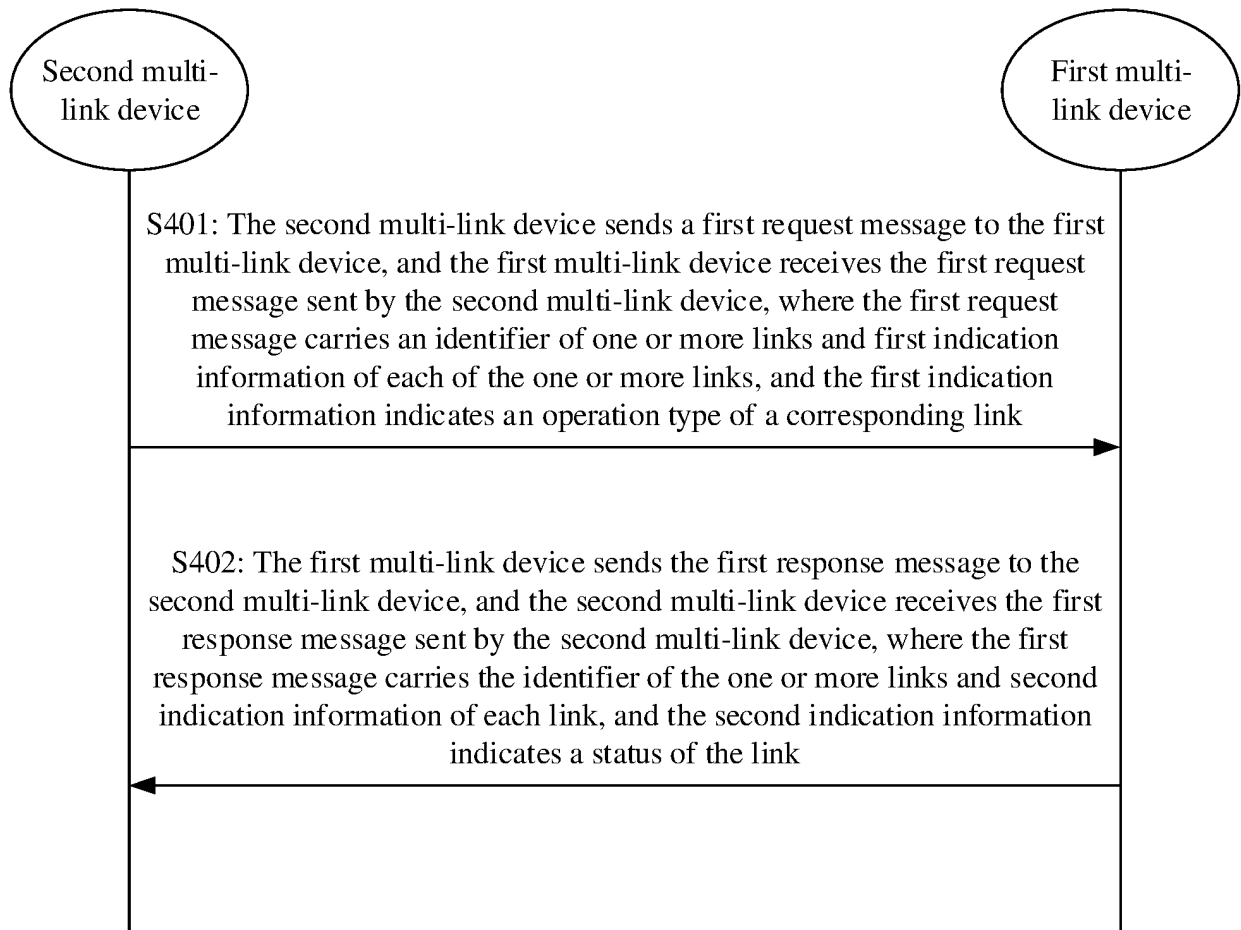 Second multi-
link device
First multi-
link device
S401: The second multi-link device sends a first request message to the first
multi-link device, and the first multi-link device receives the first request
message sent by the second multi-link device, where the first request
message carries an identifier of one or more links and first indication
information of each of the one or more links, and the first indication
information indicates an operation type of a corresponding link
S402: The first multi-link device sends the first response message to the
second multi-link device, and the second multi-link device receives the first
response message sent by the second multi-link device, where the first
response message carries the identifier of the one or more links and second
indication information of each link, and the second indication information
indicates a status of the link